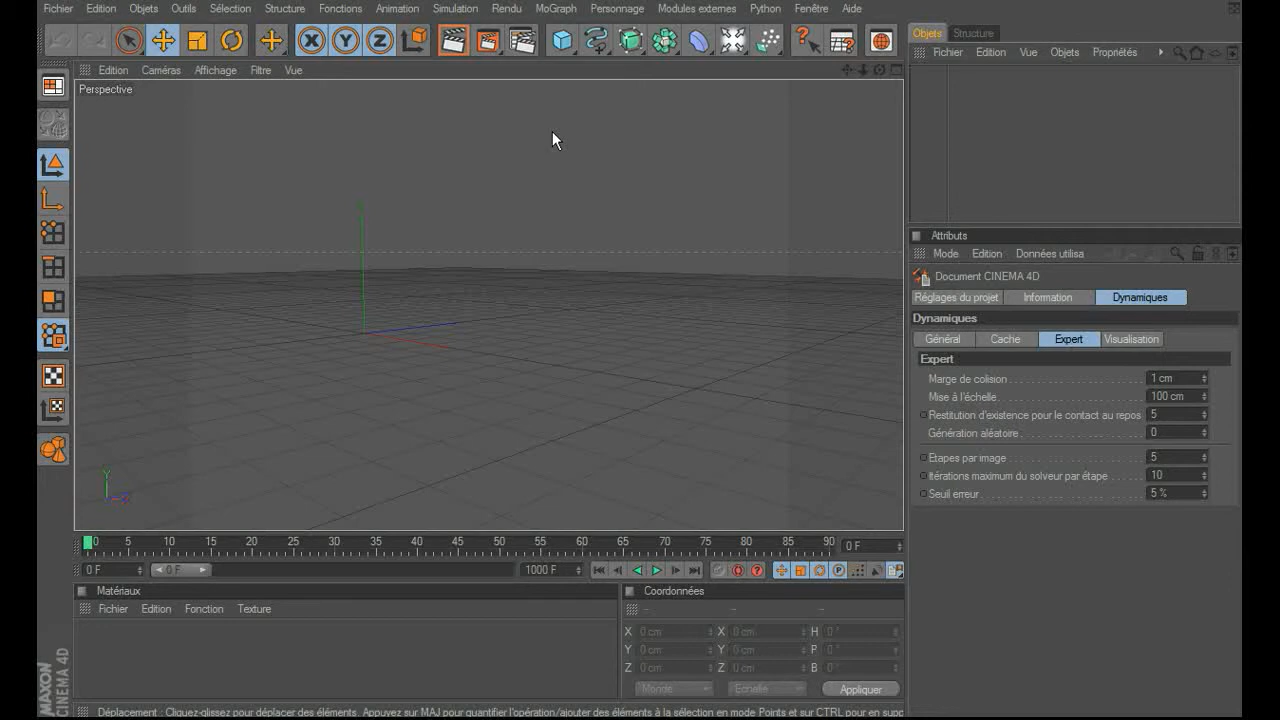 Fichier Edition Objets Outils Sélection Structure Fonctions Animation Simulation Rendu MoGraph Personnage Modules externes Python Fenêtre Aide
X Y Z
Objets Structure
Fichier Edition Vue Objets Propriétés
Edition Caméras Affichage Filtre Vue
Perspective
Y
Attributs
Mode Edition Données utilisa
Document CINEMA 4D
Réglages du projet Information Dynamiques
Dynamiques
Général Cache Expert Visualisation
Expert
Marge de colision 1 cm
Mise à l'échelle 100 cm
Restitution d'existence pour le contact au repos 5
Génération aléatoire 0
Etapes par image 5
Itérations maximum du solveur par étape 10
Seuil erreur 5 %
Y
0 5 10 15 20 25 30 35 40 45 50 55 60 65 70 75 80 85 90 0 F
0 F 0 F 1000 F
Matériaux
Fichier Edition Fonction Texture
Coordonnées
-- -- --
X 0 cm X 0 cm H 0 °
Y 0 cm Y 0 cm P 0 °
Z 0 cm Z 0 cm B 0 °
Monde Echelle Appliquer
MAXON
CINEMA 4D
Déplacement : Cliquez-glissez pour déplacer des éléments. Appuyez sur MAJ pour quantifier l'opération/ajouter des éléments à la sélection en mode Points et sur CTRL pour en supp